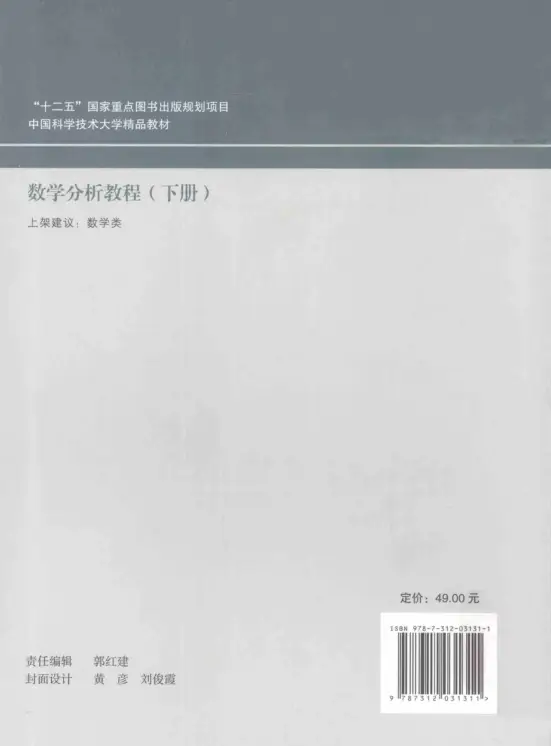 “十二五”国家重点图书出版规划项目
中国科学技术大学精品教材
数学分析教程（下册）
上架建议：数学类
定价：49.00 元
ISBN 978-7-312-03131-1
9 787312 031311>
责任编辑 郭红建
封面设计 黄 彦 刘俊霞